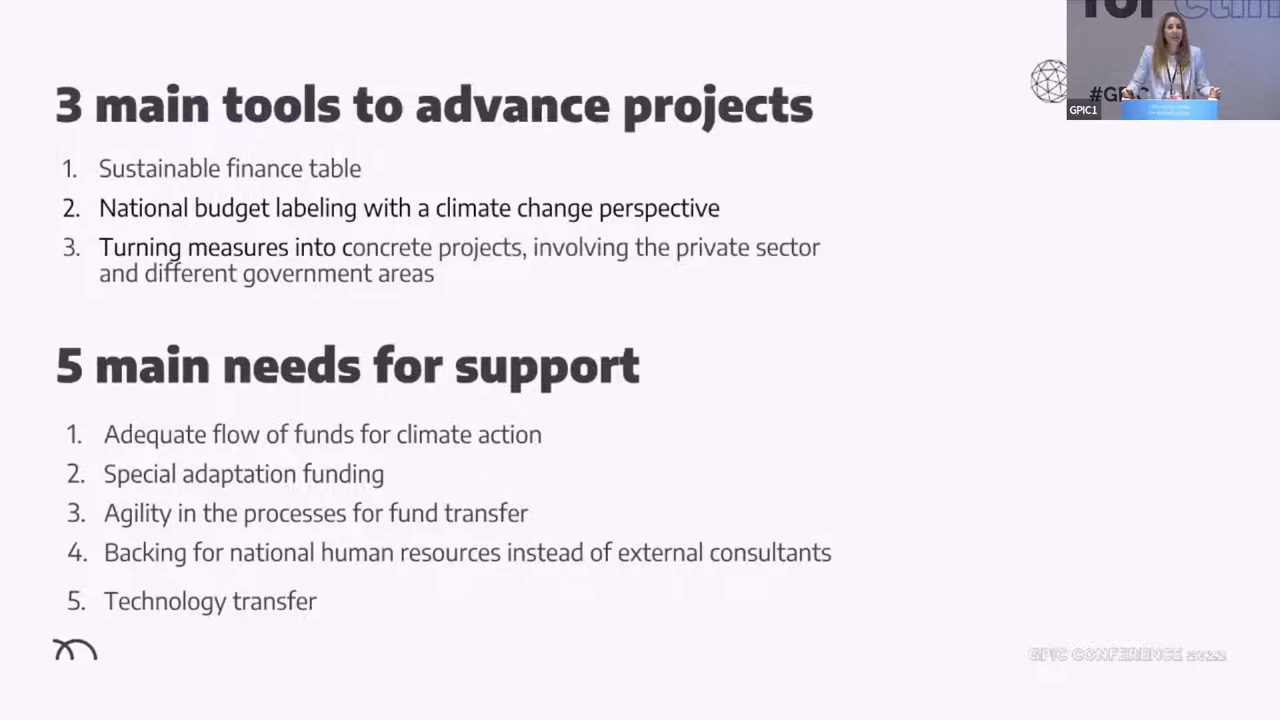 for Clim
#GPIC
GPIC1
3 main tools to advance projects
1. Sustainable finance table
2. National budget labeling with a climate change perspective
3. Turning measures into concrete projects, involving the private sector
and different government areas
5 main needs for support
1. Adequate flow of funds for climate action
2. Special adaptation funding
3. Agility in the processes for fund transfer
4. Backing for national human resources instead of external consultants
5. Technology transfer
GPIC CONFERENCE 2022